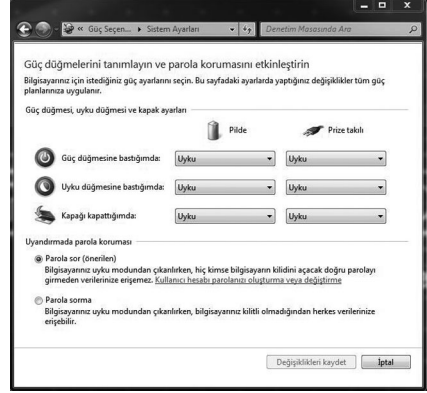 « Güç Seçen... ▸ Sistem Ayarları
Denetim Masasında Ara
Güç düğmelerini tanımlayın ve parola korumasını etkinleştirin
Bilgisayarınız için istediğiniz güç ayarlarını seçin. Bu sayfadaki ayarlarda yaptığınız değişiklikler tüm güç
planlarınıza uygulanır.
Güç düğmesi, uyku düğmesi ve kapak ayarları
Pilde Prize takılı
Güç düğmesine bastığımda: Uyku Uyku
Uyku düğmesine bastığımda: Uyku Uyku
Kapağı kapattığımda: Uyku Uyku
Uyandırmada parola koruması
Parola sor (önerilen)
Bilgisayarınız uyku modundan çıkarılırken, hiç kimse bilgisayarın kilidini açacak doğru parolayı
girmeden verilerinize erişemez. Kullanıcı hesabı parolanızı oluşturma veya değiştirme
Parola sorma
Bilgisayarınız uyku modundan çıkarılırken, bilgisayarınız kilitli olmadığından herkes verilerinize
erişebilir.
Değişiklikleri kaydet İptal